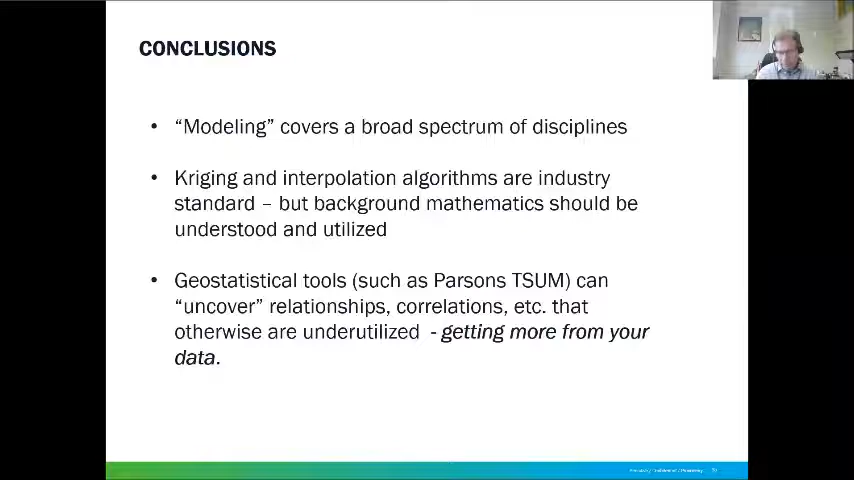 CONCLUSIONS
• “Modeling” covers a broad spectrum of disciplines
• Kriging and interpolation algorithms are industry
standard – but background mathematics should be
understood and utilized
• Geostatistical tools (such as Parsons TSUM) can
“uncover” relationships, correlations, etc. that
otherwise are underutilized - getting more from your
data.